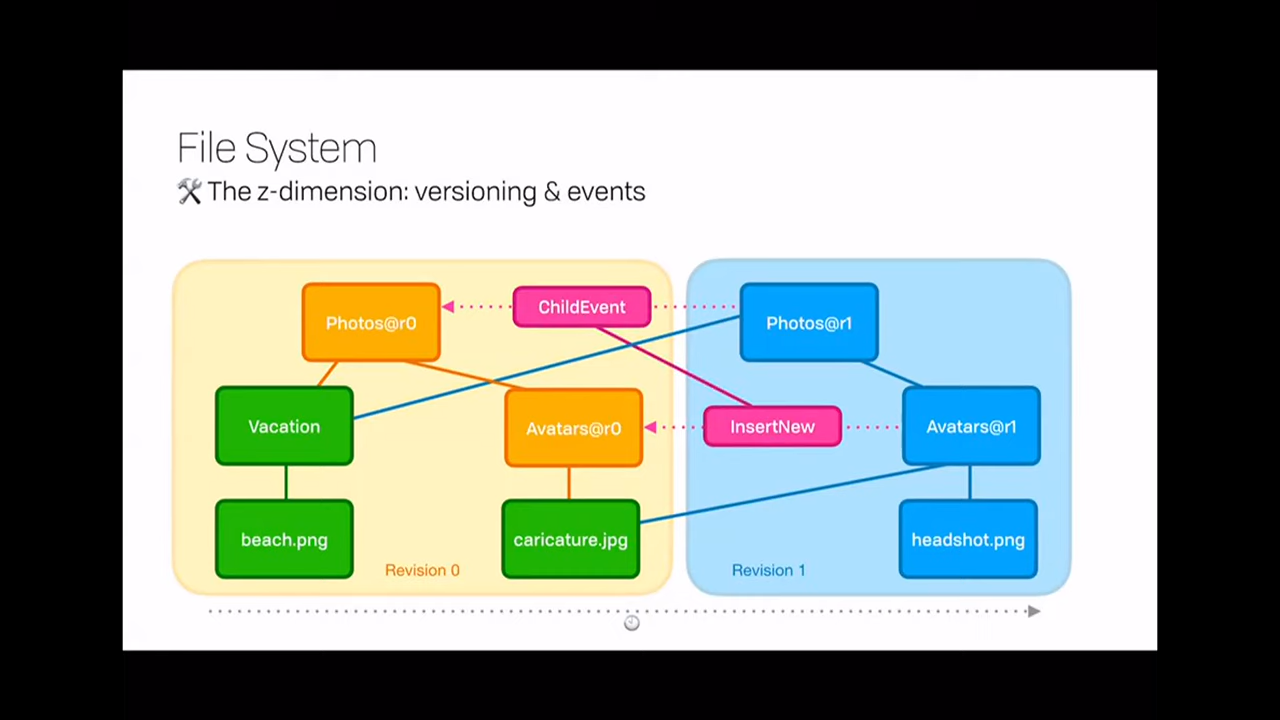 File System
🛠 The z-dimension: versioning & events
Photos@r0
ChildEvent
Photos@r1
Vacation
Avatars@r0
InsertNew
Avatars@r1
beach.png
caricature.jpg
headshot.png
Revision 0
Revision 1